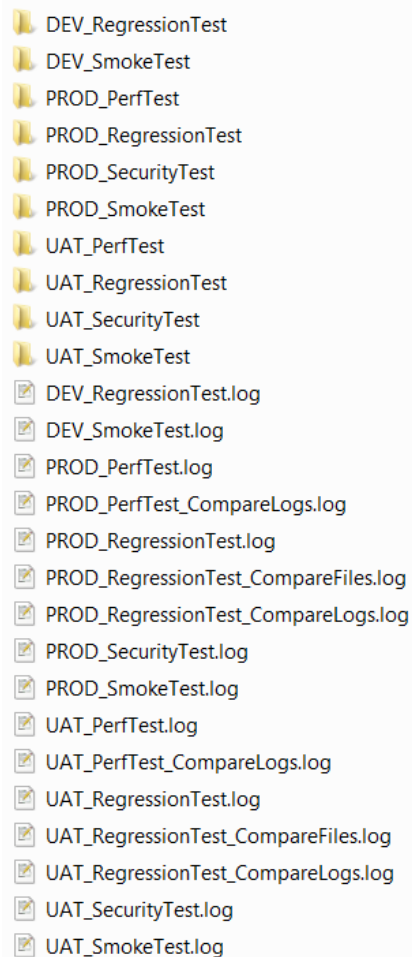 DEV_RegressionTest
DEV_SmokeTest
PROD_PerfTest
PROD_RegressionTest
PROD_SecurityTest
PROD_SmokeTest
UAT_PerfTest
UAT_RegressionTest
UAT_SecurityTest
UAT_SmokeTest
DEV_RegressionTest.log
DEV_SmokeTest.log
PROD_PerfTest.log
PROD_PerfTest_CompareLogs.log
PROD_RegressionTest.log
PROD_RegressionTest_CompareFiles.log
PROD_RegressionTest_CompareLogs.log
PROD_SecurityTest.log
PROD_SmokeTest.log
UAT_PerfTest.log
UAT_PerfTest_CompareLogs.log
UAT_RegressionTest.log
UAT_RegressionTest_CompareFiles.log
UAT_RegressionTest_CompareLogs.log
UAT_SecurityTest.log
UAT_SmokeTest.log